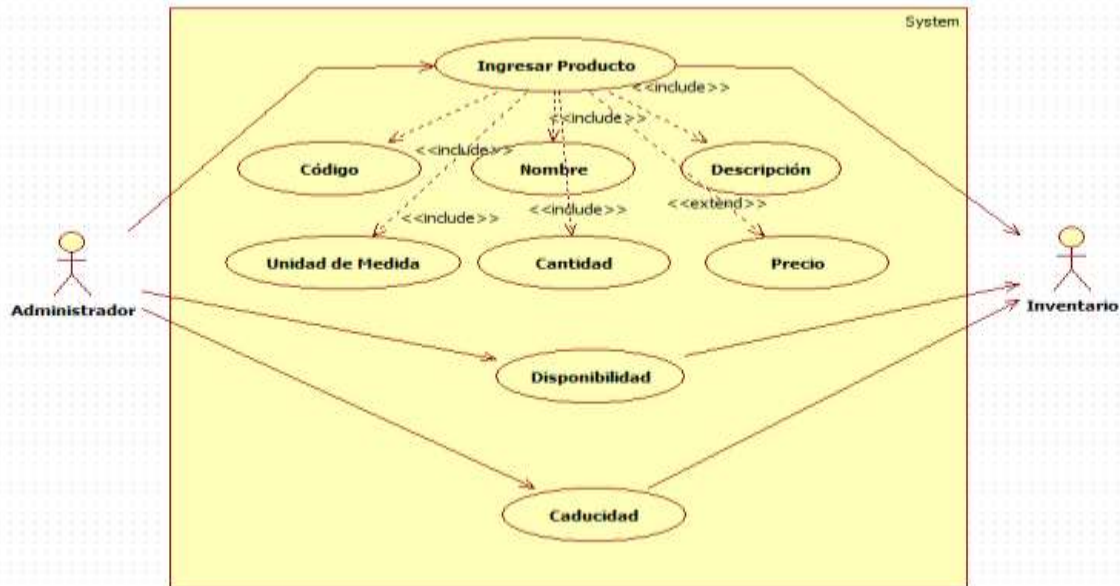 System
Ingresar Producto
<<include>>
<<include>>
<<include>>
Código
Nombre
Descripción
<<include>>
<<include>>
<<extend>>
Unidad de Medida
Cantidad
Precio
Administrador
Inventario
Disponibilidad
Caducidad